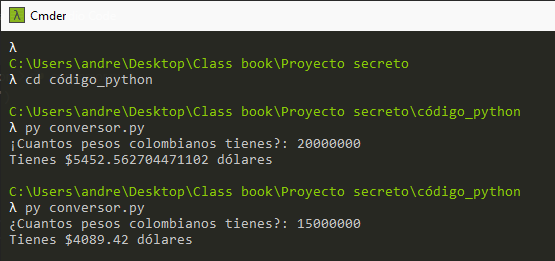 λ Cmder
λ
C:\Users\andre\Desktop\Class book\Proyecto secreto
λ cd código_python
C:\Users\andre\Desktop\Class book\Proyecto secreto\código_python
λ py conversor.py
¡Cuantos pesos colombianos tienes?: 20000000
Tienes $5452.562704471102 dólares
C:\Users\andre\Desktop\Class book\Proyecto secreto\código_python
λ py conversor.py
¿Cuantos pesos colombianos tienes?: 15000000
Tienes $4089.42 dólares